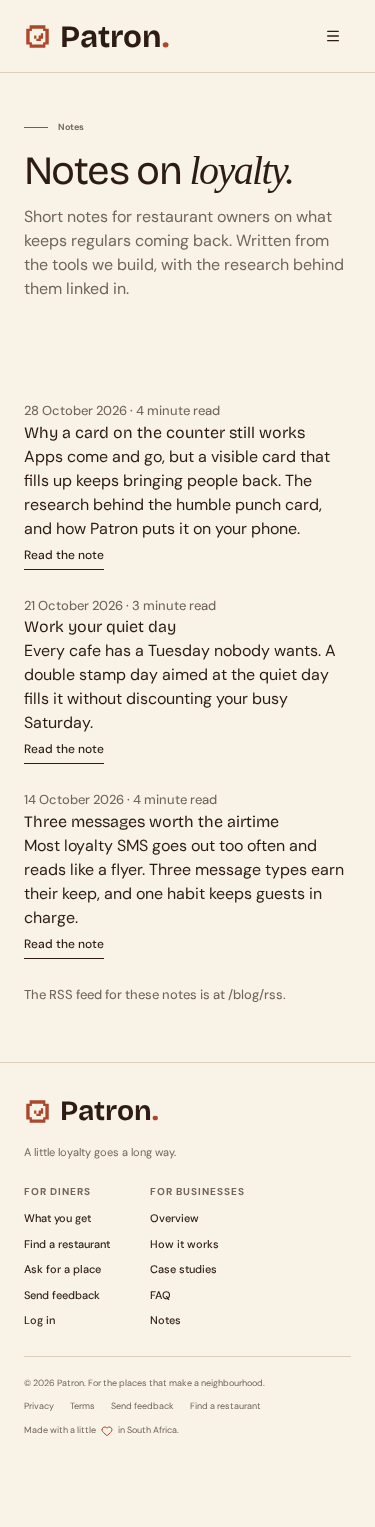 Patron.
Notes
Notes on loyalty.
Short notes for restaurant owners on what
keeps regulars coming back. Written from
the tools we build, with the research behind
them linked in.
28 October 2026 · 4 minute read
Why a card on the counter still works
Apps come and go, but a visible card that
fills up keeps bringing people back. The
research behind the humble punch card,
and how Patron puts it on your phone.
Read the note
21 October 2026 · 3 minute read
Work your quiet day
Every cafe has a Tuesday nobody wants. A
double stamp day aimed at the quiet day
fills it without discounting your busy
Saturday.
Read the note
14 October 2026 · 4 minute read
Three messages worth the airtime
Most loyalty SMS goes out too often and
reads like a flyer. Three message types earn
their keep, and one habit keeps guests in
charge.
Read the note
The RSS feed for these notes is at /blog/rss.
Patron.
A little loyalty goes a long way.
FOR DINERS
What you get
Find a restaurant
Ask for a place
Send feedback
Log in
FOR BUSINESSES
Overview
How it works
Case studies
FAQ
Notes
© 2026 Patron. For the places that make a neighbourhood.
Privacy Terms Send feedback Find a restaurant
Made with a little in South Africa.